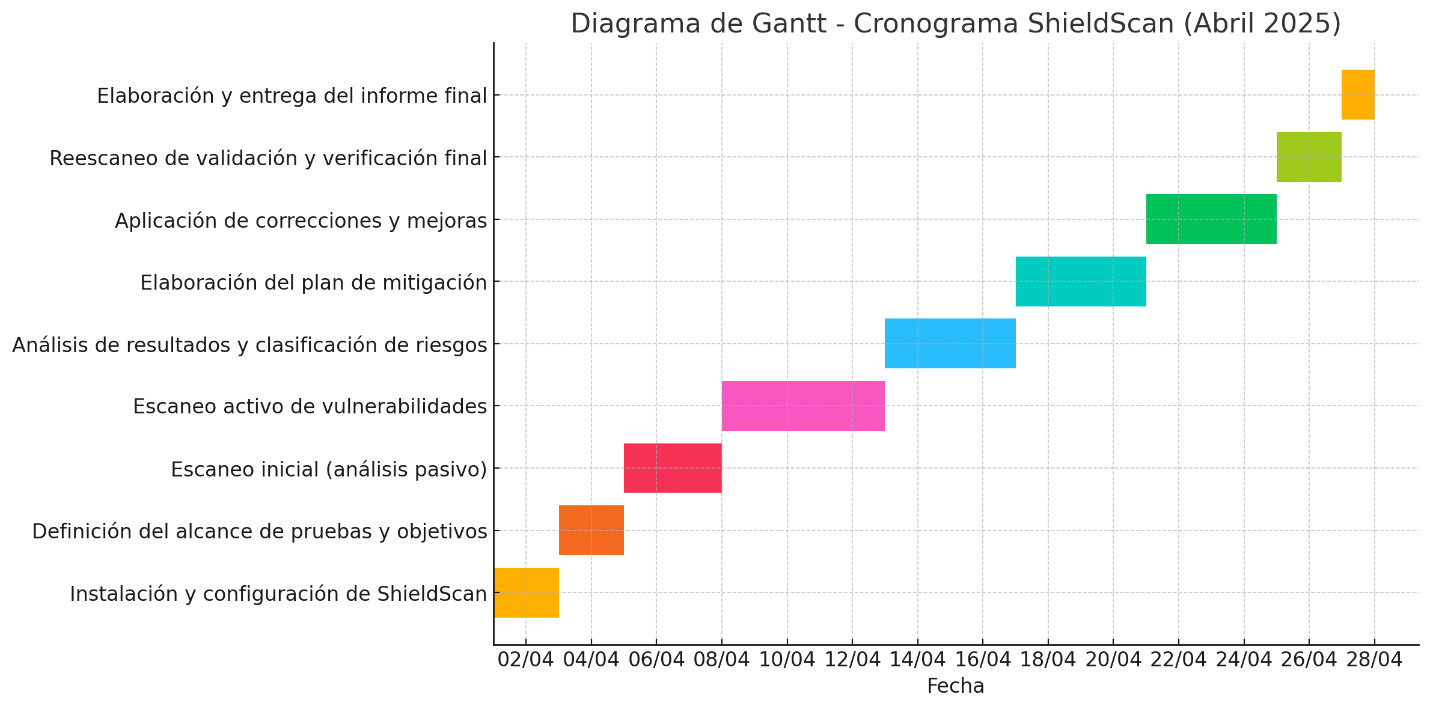 Diagrama de Gantt - Cronograma ShieldScan (Abril 2025)
Elaboración y entrega del informe final
Reescaneo de validación y verificación final
Aplicación de correcciones y mejoras
Elaboración del plan de mitigación
Análisis de resultados y clasificación de riesgos
Escaneo activo de vulnerabilidades
Escaneo inicial (análisis pasivo)
Definición del alcance de pruebas y objetivos
Instalación y configuración de ShieldScan
02/04 04/04 06/04 08/04 10/04 12/04 14/04 16/04 18/04 20/04 22/04 24/04 26/04 28/04
Fecha